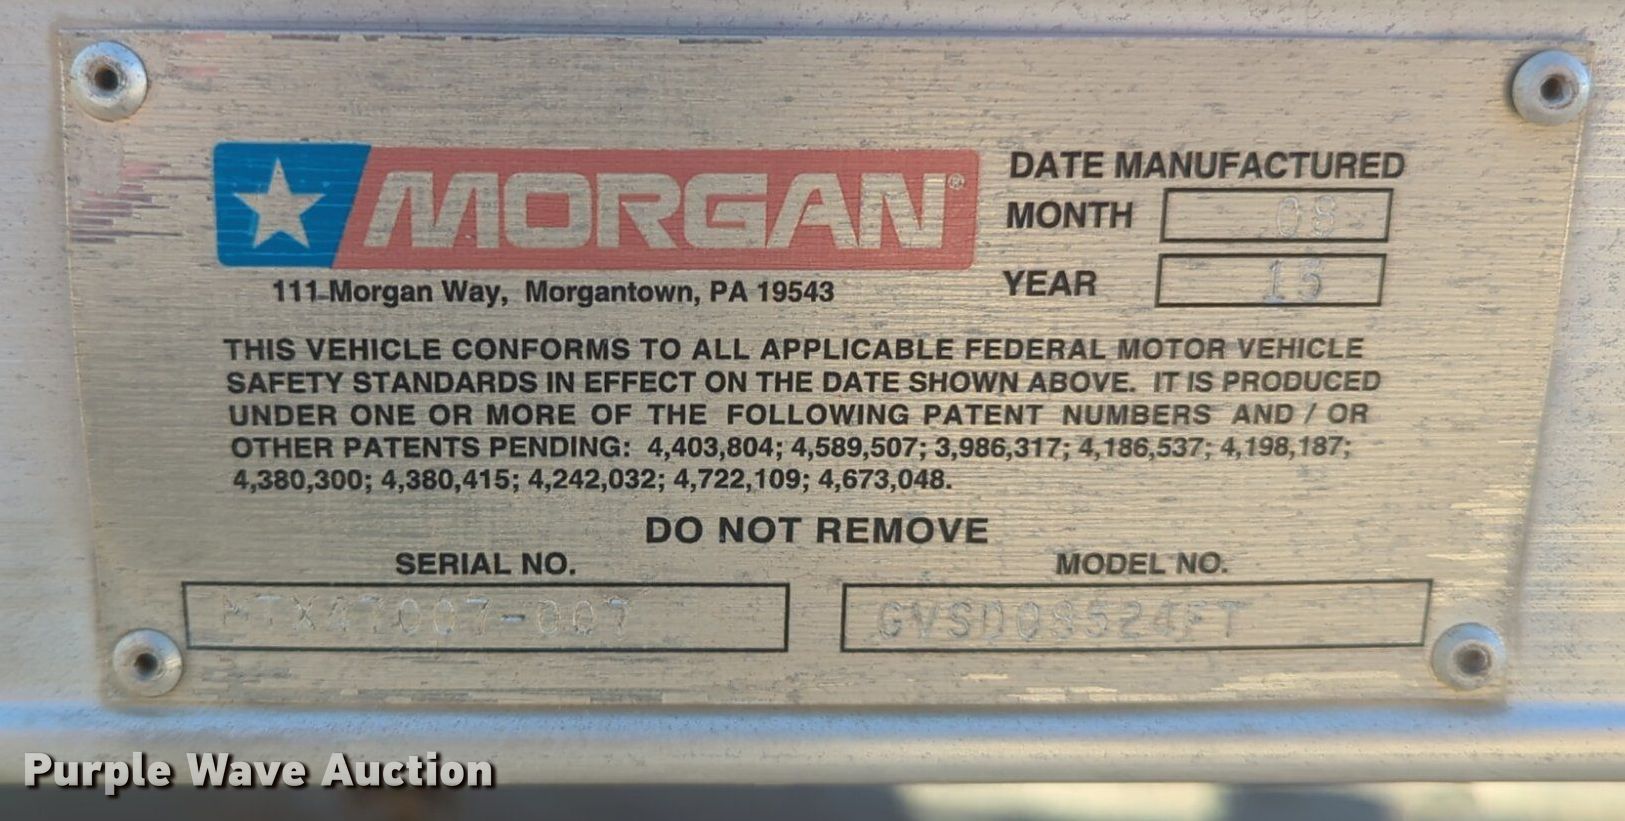 MORGAN®
111 Morgan Way, Morgantown, PA 19543
DATE MANUFACTURED
MONTH 08
YEAR 15
THIS VEHICLE CONFORMS TO ALL APPLICABLE FEDERAL MOTOR VEHICLE
SAFETY STANDARDS IN EFFECT ON THE DATE SHOWN ABOVE. IT IS PRODUCED
UNDER ONE OR MORE OF THE FOLLOWING PATENT NUMBERS AND / OR
OTHER PATENTS PENDING: 4,403,804; 4,589,507; 3,986,317; 4,186,537; 4,198,187;
4,380,300; 4,380,415; 4,242,032; 4,722,109; 4,673,048.
DO NOT REMOVE
SERIAL NO.
MODEL NO.
GVSD08524FT
Purple Wave Auction